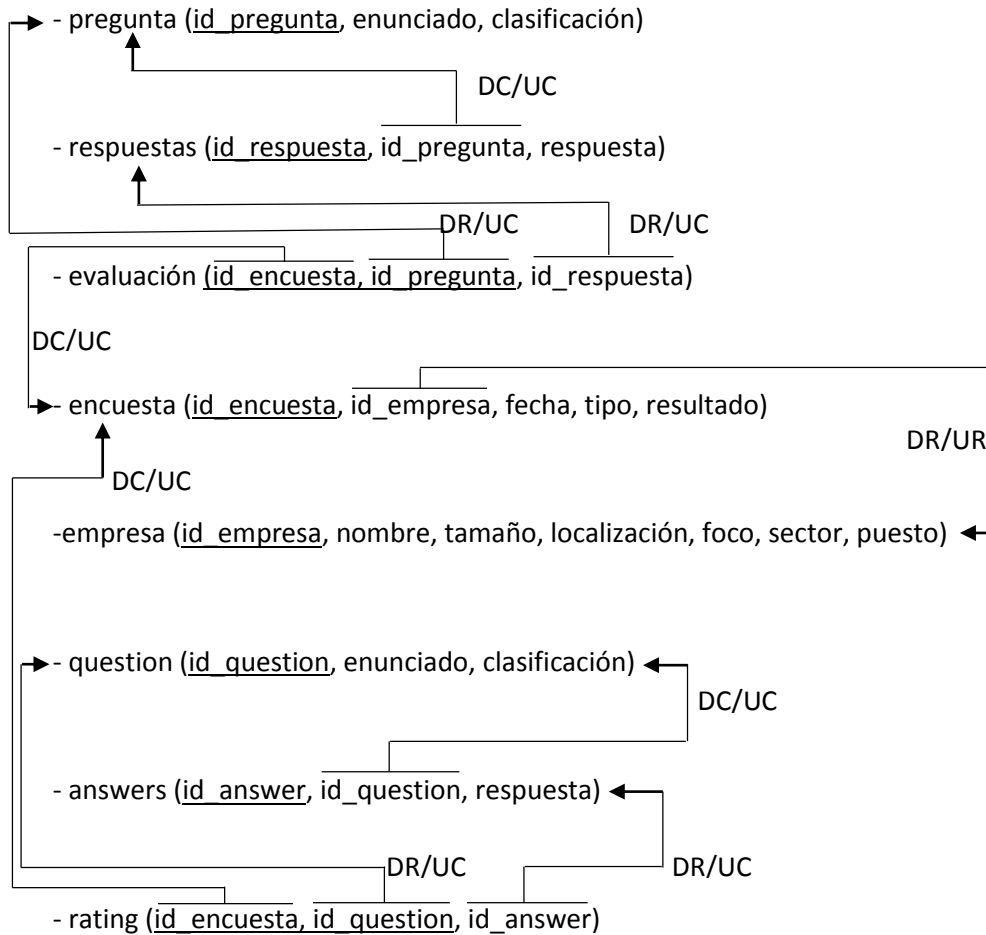 - pregunta (id_pregunta, enunciado, clasificación)
DC/UC
- respuestas (id_respuesta, id_pregunta, respuesta)
DR/UC DR/UC
- evaluación (id_encuesta, id_pregunta, id_respuesta)
DC/UC
- encuesta (id_encuesta, id_empresa, fecha, tipo, resultado)
DR/UR
DC/UC
-empresa (id_empresa, nombre, tamaño, localización, foco, sector, puesto)
- question (id_question, enunciado, clasificación)
DC/UC
- answers (id_answer, id_question, respuesta)
DR/UC DR/UC
- rating (id_encuesta, id_question, id_answer)